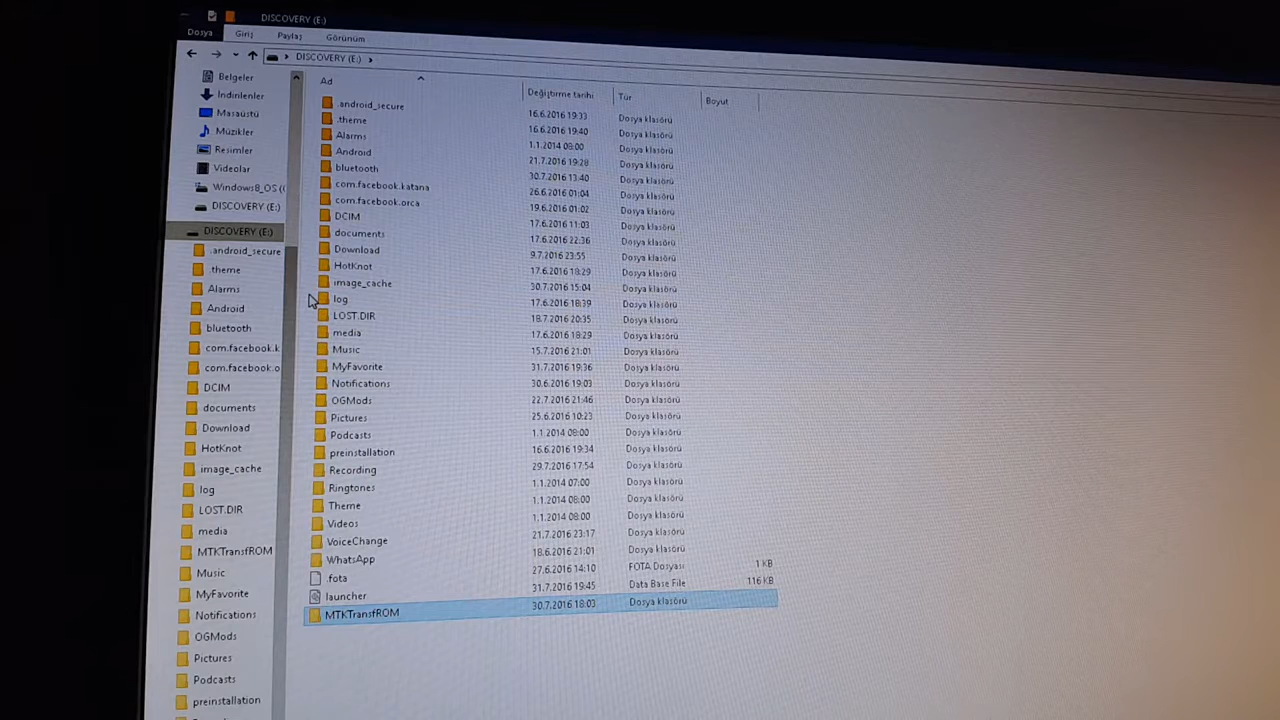 DISCOVERY (E:)
Dosya Giriş Paylaş Görünüm
DISCOVERY (E:)
Belgeler
İndirilenler
Masaüstü
Müzikler
Resimler
Videolar
Windows8_OS (
DISCOVERY (E:)
DISCOVERY (E:)
.android_secure
.theme
Alarms
Android
bluetooth
com.facebook.k
com.facebook.o
DCIM
documents
Download
HotKnot
image_cache
log
LOST.DIR
media
MTKTransfROM
Music
MyFavorite
Notifications
OGMods
Pictures
Podcasts
preinstallation
Ad Değiştirme tarihi Tür Boyut
.android_secure 16.6.2016 19:33 Dosya klasörü
.theme 16.6.2016 19:40 Dosya klasörü
Alarms 1.1.2014 08:00 Dosya klasörü
Android 21.7.2016 19:28 Dosya klasörü
bluetooth 30.7.2016 13:40 Dosya klasörü
com.facebook.katana 26.6.2016 01:04 Dosya klasörü
com.facebook.orca 19.6.2016 01:02 Dosya klasörü
DCIM 17.6.2016 11:03 Dosya klasörü
documents 17.6.2016 22:36 Dosya klasörü
Download 9.7.2016 23:55 Dosya klasörü
HotKnot 17.6.2016 18:29 Dosya klasörü
image_cache 30.7.2016 15:04 Dosya klasörü
log 17.6.2016 18:39 Dosya klasörü
LOST.DIR 18.7.2016 20:35 Dosya klasörü
media 17.6.2016 18:29 Dosya klasörü
Music 15.7.2016 21:01 Dosya klasörü
MyFavorite 31.7.2016 19:36 Dosya klasörü
Notifications 30.6.2016 19:03 Dosya klasörü
OGMods 22.7.2016 21:46 Dosya klasörü
Pictures 25.6.2016 10:23 Dosya klasörü
Podcasts 1.1.2014 08:00 Dosya klasörü
preinstallation 16.6.2016 19:34 Dosya klasörü
Recording 29.7.2016 17:54 Dosya klasörü
Ringtones 1.1.2014 07:00 Dosya klasörü
Theme 1.1.2014 08:00 Dosya klasörü
Videos 1.1.2014 08:00 Dosya klasörü
VoiceChange 21.7.2016 23:17 Dosya klasörü
WhatsApp 18.6.2016 21:01 Dosya klasörü
.fota 27.6.2016 14:10 FOTA Dosyası 1 KB
launcher 31.7.2016 19:45 Data Base File 116 KB
MTKTransfROM 30.7.2016 18:03 Dosya klasörü